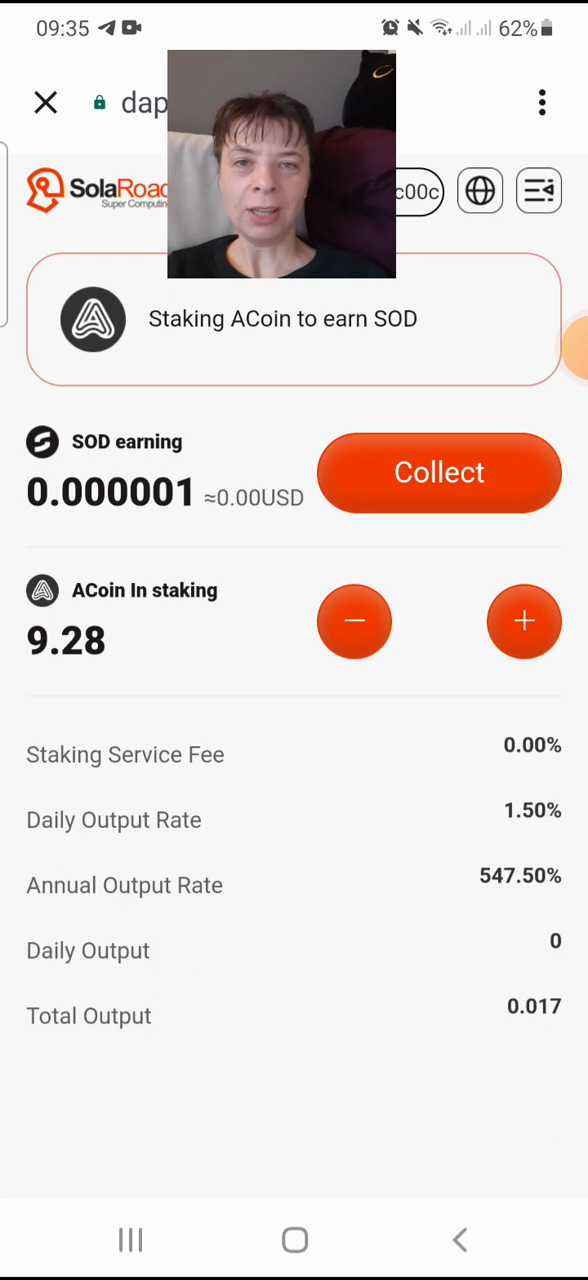 09:35
62%
dap
SolaRoad
Super Computin
c00c
Staking ACoin to earn SOD
SOD earning
Collect
0.000001 ≈0.00USD
ACoin In staking
9.28
Staking Service Fee 0.00%
Daily Output Rate 1.50%
Annual Output Rate 547.50%
Daily Output 0
Total Output 0.017